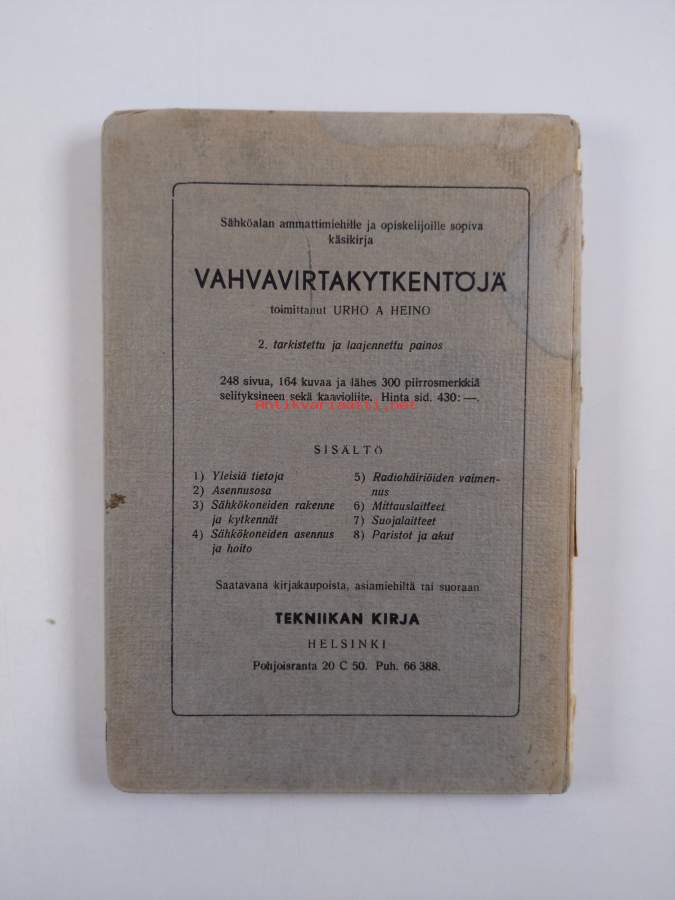 Sähköalan ammattimiehille ja opiskelijoille sopiva
käsikirja
VAHVAVIRTAKYTKENTÖJÄ
toimittanut URHO A HEINO
2. tarkistettu ja laajennettu painos
248 sivua, 164 kuvaa ja lähes 300 piirrosmerkkiä
selityksineen sekä kaavioliite. Hinta sid. 430: —.
Antikvariaatti.net
SISÄLTÖ
1) Yleisiä tietoja
2) Asennusosa
3) Sähkökoneiden rakenne
ja kytkennät
4) Sähkökoneiden asennus
ja hoito
5) Radiohäiriöiden vaimen-
nus
6) Mittauslaitteet
7) Suojalaitteet
8) Paristot ja akut
Saatavana kirjakaupoista, asiamiehiltä tai suoraan
TEKNIIKAN KIRJA
HELSINKI
Pohjoisranta 20 C 50. Puh. 66 388.